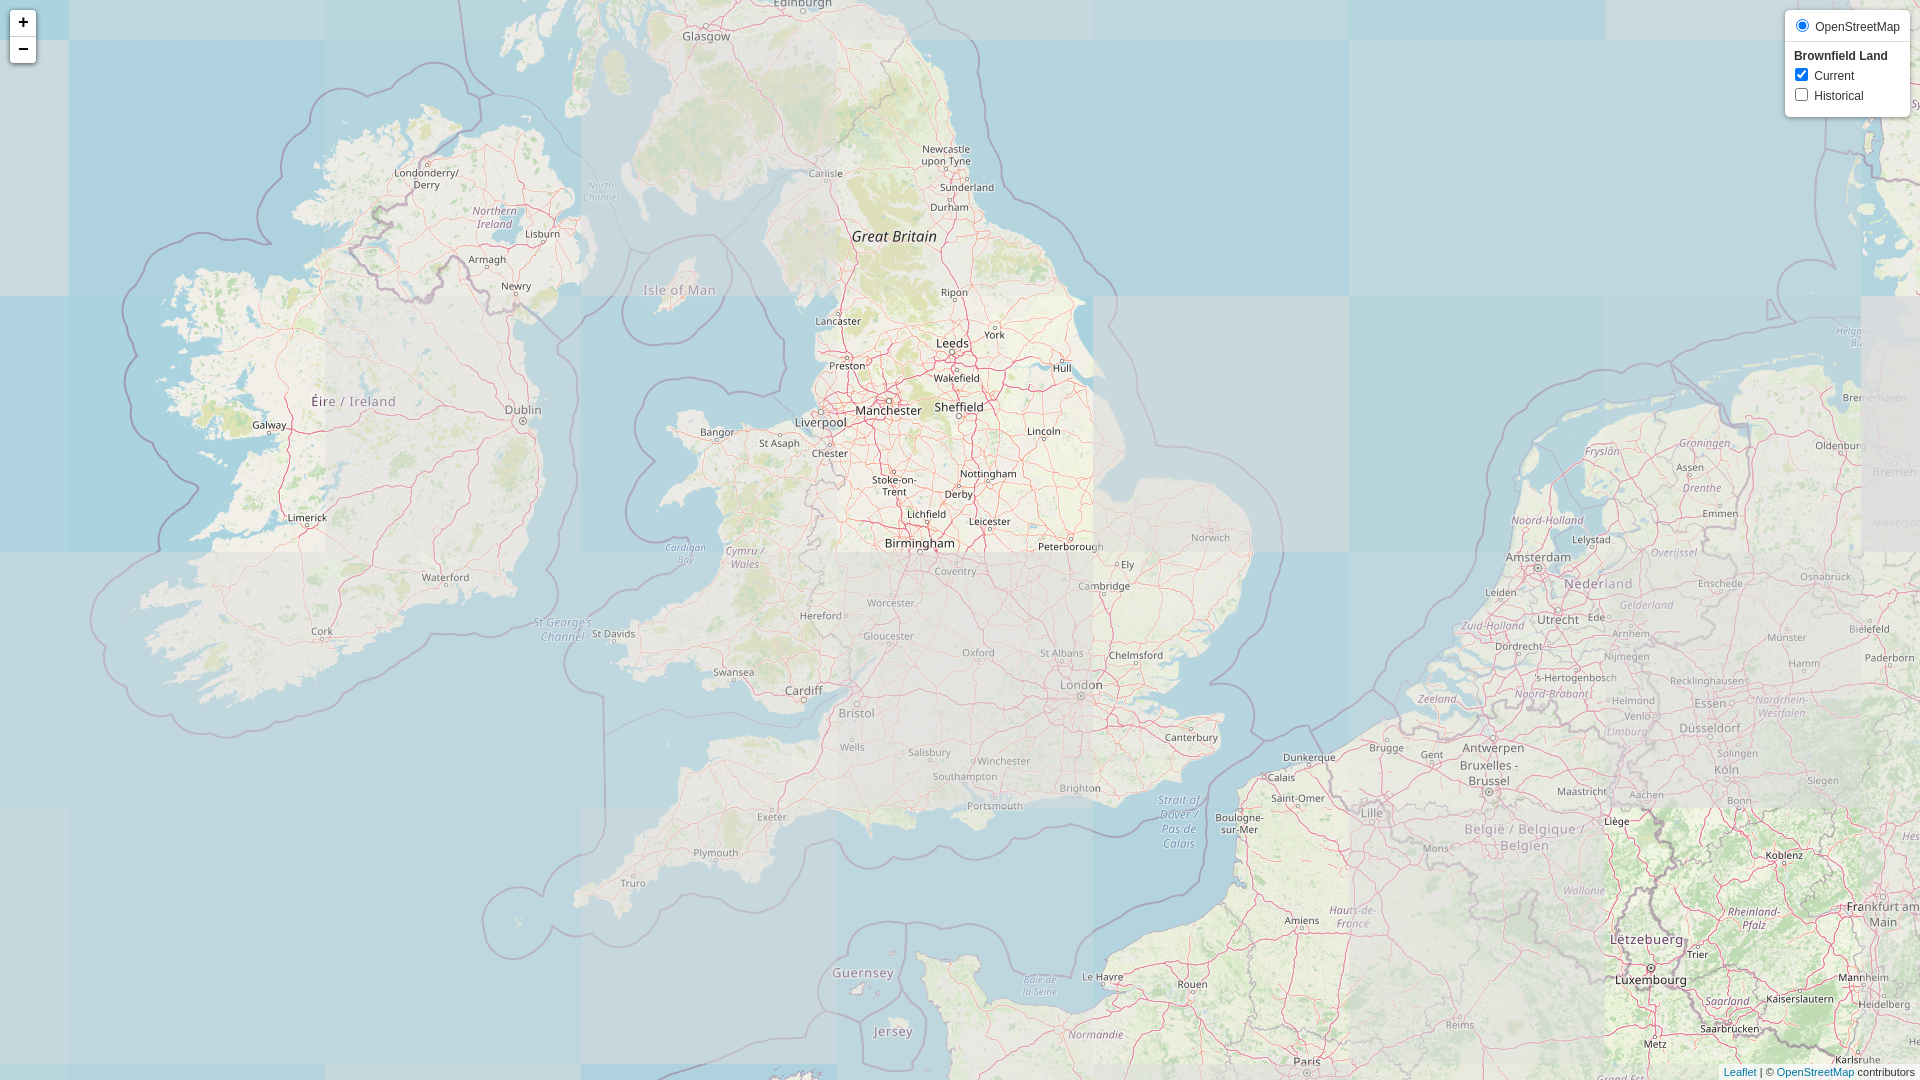 +
−
OpenStreetMap
Brownfield Land
Current
Historical
Edinburgh
Glasgow
Newcastle
upon Tyne
Londonderry/
Derry
Carlisle
North
Channel
Sunderland
Durham
Northern
Ireland
Lisburn
Great Britain
Armagh
Newry
Isle of Man
Ripon
Lancaster
York
Leeds
Preston
Hull
Wakefield
Éire / Ireland
Dublin
Manchester
Sheffield
Liverpool
Galway
Bangor
St Asaph
Lincoln
Chester
Nottingham
Stoke-on-
Trent
Derby
Limerick
Lichfield
Leicester
Birmingham
Peterborough
Norwich
Cardigan
Bay
Cymru /
Wales
Coventry
Ely
Waterford
Cambridge
Worcester
Hereford
St George's
Channel
St Davids
Cork
Gloucester
Oxford
St Albans
Chelmsford
Swansea
Cardiff
London
Bristol
Canterbury
Wells
Salisbury
Winchester
Southampton
Brighton
Portsmouth
Exeter
Plymouth
Truro
Strait of
Dover /
Pas de
Calais
Dunkerque
Calais
Saint-Omer
Boulogne-
sur-Mer
Lille
Brugge
Gent
Antwerpen
Bruxelles -
Brussel
Maastricht
Aachen
Bonn
België / Belgique /
Belgien
Mons
Liège
Wallonie
Koblenz
Amiens
Hauts-de-
France
Rheinland-
Pfalz
Frankfurt am
Main
Lëtzebuerg
Luxembourg
Trier
Mannheim
Heidelberg
Kaiserslautern
Saarland
Saarbrücken
Metz
Karlsruhe
Reims
Paris
Grand Est
Normandie
Rouen
Le Havre
Baie de
la Seine
Guernsey
Jersey
Bremerhaven
Oldenburg
Bremen
Groningen
Fryslân
Assen
Drenthe
Emmen
Noord-Holland
Lelystad
Amsterdam
Overijssel
Nederland
Enschede
Osnabrück
Leiden
Gelderland
Utrecht
Ede
Zuid-Holland
Arnhem
Münster
Bielefeld
Dordrecht
Nijmegen
Hamm
Paderborn
's-Hertogenbosch
Recklinghausen
Zeeland
Noord-Brabant
Helmond
Essen
Nordrhein-
Westfalen
Venlo
Limburg
Düsseldorf
Solingen
Köln
Siegen
Leaflet | © OpenStreetMap contributors